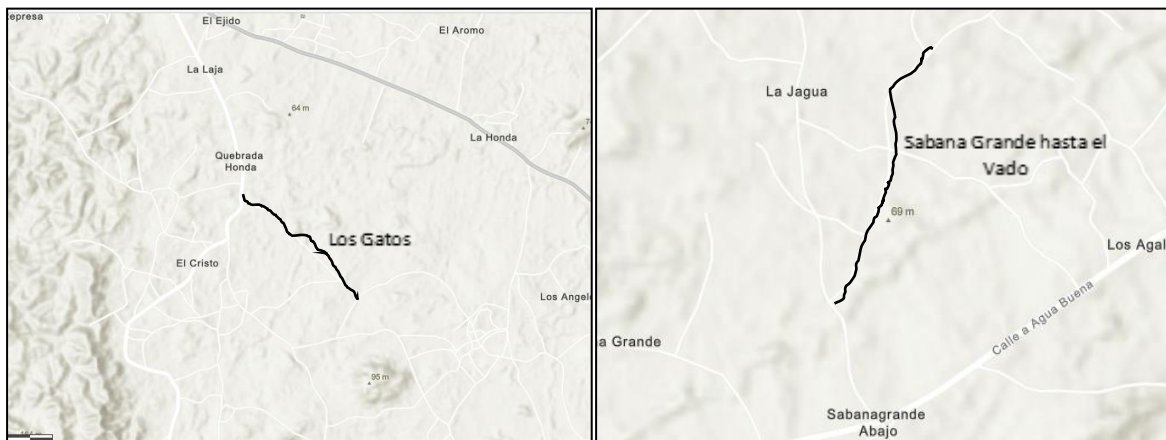 epresa
El Ejido
El Aromo
La Laja
64 m
La Honda
Quebrada
Honda
Los Gatos
El Cristo
Los Angele
95 m
La Jagua
Sabana Grande hasta el
Vado
69 m
Los Agal
Calle a Agua Buena
a Grande
Sabanagrande
Abajo